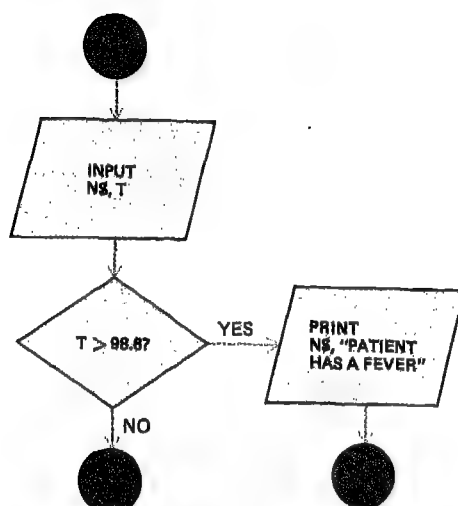 INPUT
N$, T
T > 98.6?
YES
PRINT
N$, "PATIENT
HAS A FEVER"
NO